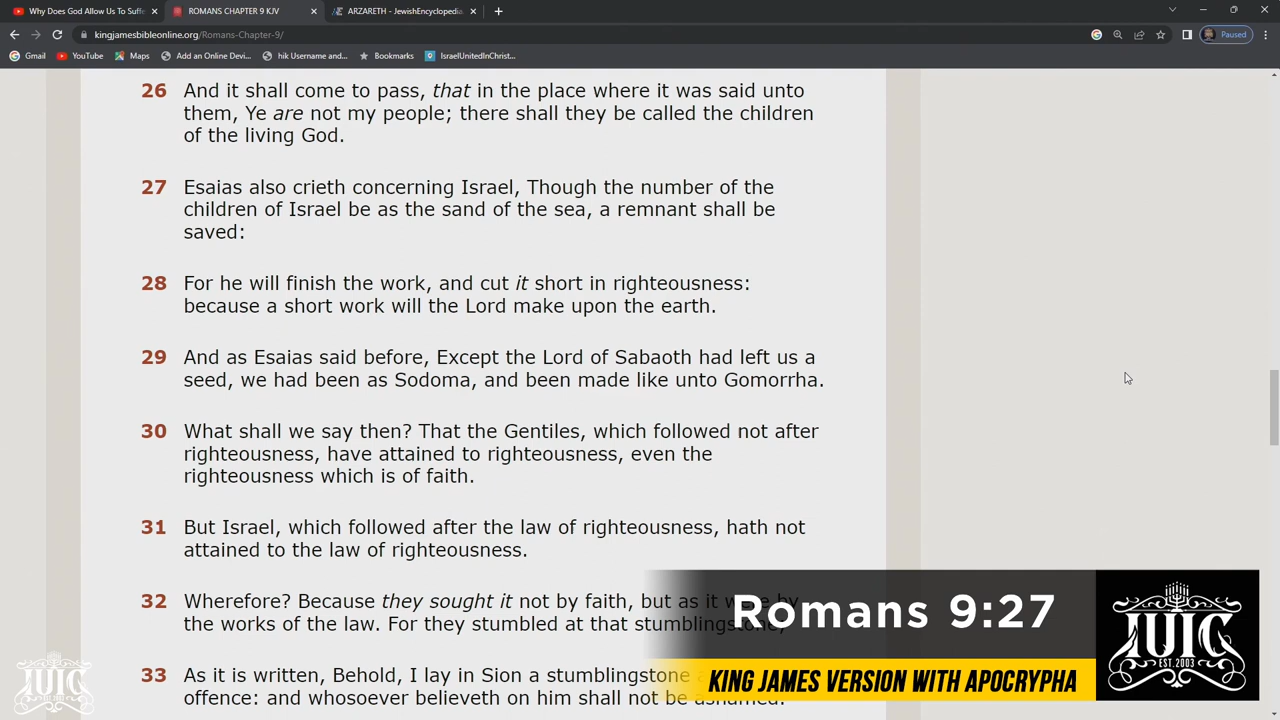 Why Does God Allow Us To Suff
ROMANS CHAPTER 9 KJV
ARZARETH - JewishEncyclopedia
kingjamesbibleonline.org/Romans-Chapter-9/
Paused
Gmail
YouTube
Maps
Add an Online Devi...
hik Username and...
Bookmarks
IsraelUnitedInChrist...
26 And it shall come to pass, that in the place where it was said unto
them, Ye are not my people; there shall they be called the children
of the living God.
27 Esaias also crieth concerning Israel, Though the number of the
children of Israel be as the sand of the sea, a remnant shall be
saved:
28 For he will finish the work, and cut it short in righteousness:
because a short work will the Lord make upon the earth.
29 And as Esaias said before, Except the Lord of Sabaoth had left us a
seed, we had been as Sodoma, and been made like unto Gomorrha.
30 What shall we say then? That the Gentiles, which followed not after
righteousness, have attained to righteousness, even the
righteousness which is of faith.
31 But Israel, which followed after the law of righteousness, hath not
attained to the law of righteousness.
32 Wherefore? Because they sought it not by faith, but as it were by
the works of the law. For they stumbled at that stumblingstone;
33 As it is written, Behold, I lay in Sion a stumblingstone
offence: and whosoever believeth on him shall not be ashamed.
Romans 9:27
KING JAMES VERSION WITH APOCRYPHA
IUIC
EST. 2003
IUIC